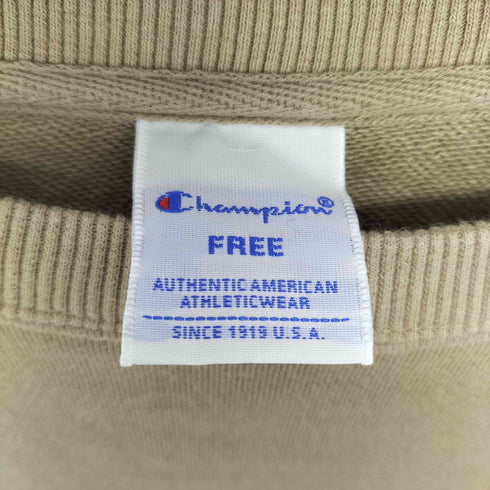 Champion®
FREE
AUTHENTIC AMERICAN
ATHLETICWEAR
SINCE 1919 U.S.A.